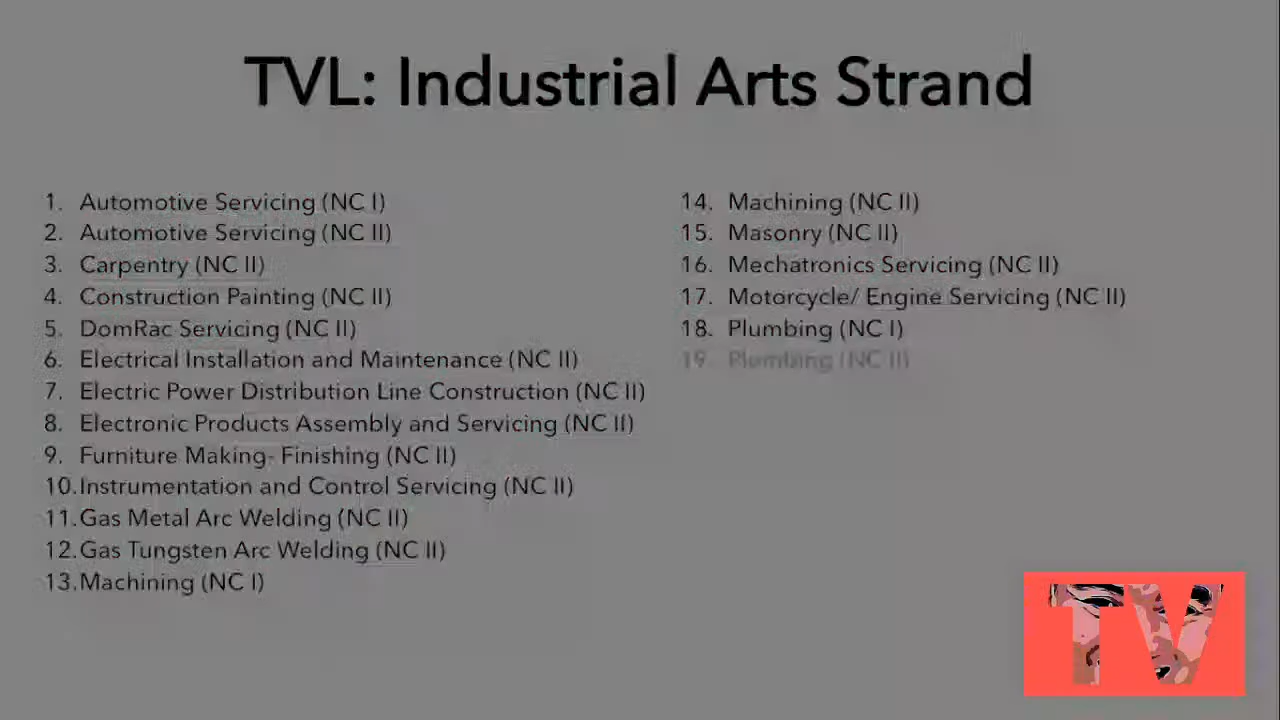 TVL: Industrial Arts Strand
1. Automotive Servicing (NC I)
2. Automotive Servicing (NC II)
3. Carpentry (NC II)
4. Construction Painting (NC II)
5. DomRac Servicing (NC II)
6. Electrical Installation and Maintenance (NC II)
7. Electric Power Distribution Line Construction (NC II)
8. Electronic Products Assembly and Servicing (NC II)
9. Furniture Making- Finishing (NC II)
10. Instrumentation and Control Servicing (NC II)
11. Gas Metal Arc Welding (NC II)
12. Gas Tungsten Arc Welding (NC II)
13. Machining (NC I)
14. Machining (NC II)
15. Masonry (NC II)
16. Mechatronics Servicing (NC II)
17. Motorcycle/ Engine Servicing (NC II)
18. Plumbing (NC I)
19. Plumbing (NC II)
TV